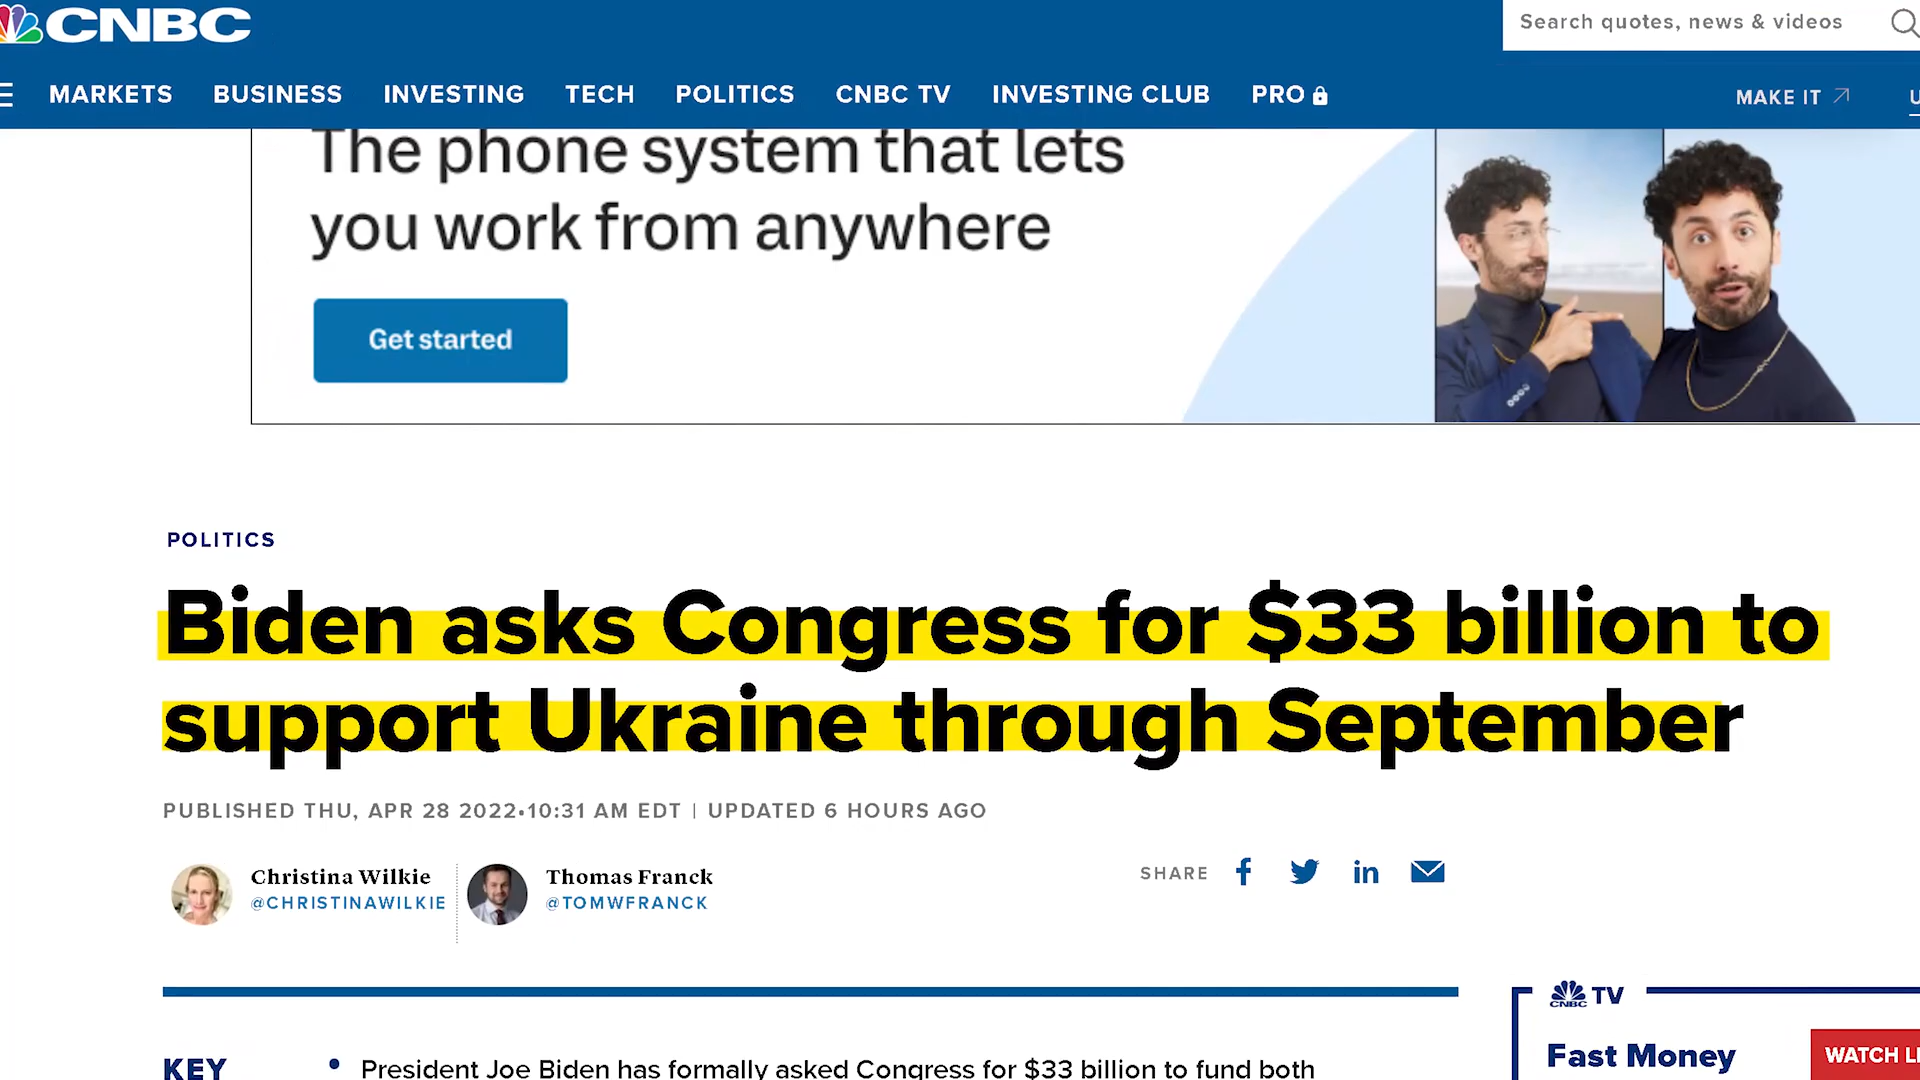 CNBC
Search quotes, news & videos
MARKETS BUSINESS INVESTING TECH POLITICS CNBC TV INVESTING CLUB PRO
MAKE IT
The phone system that lets
you work from anywhere
Get started
POLITICS
Biden asks Congress for $33 billion to
support Ukraine through September
PUBLISHED THU, APR 28 2022•10:31 AM EDT | UPDATED 6 HOURS AGO
Christina Wilkie
@CHRISTINAWILKIE
Thomas Franck
@TOMWFRANCK
SHARE
CNBC TV
Fast Money
WATCH LI
KEY
• President Joe Biden has formally asked Congress for $33 billion to fund both